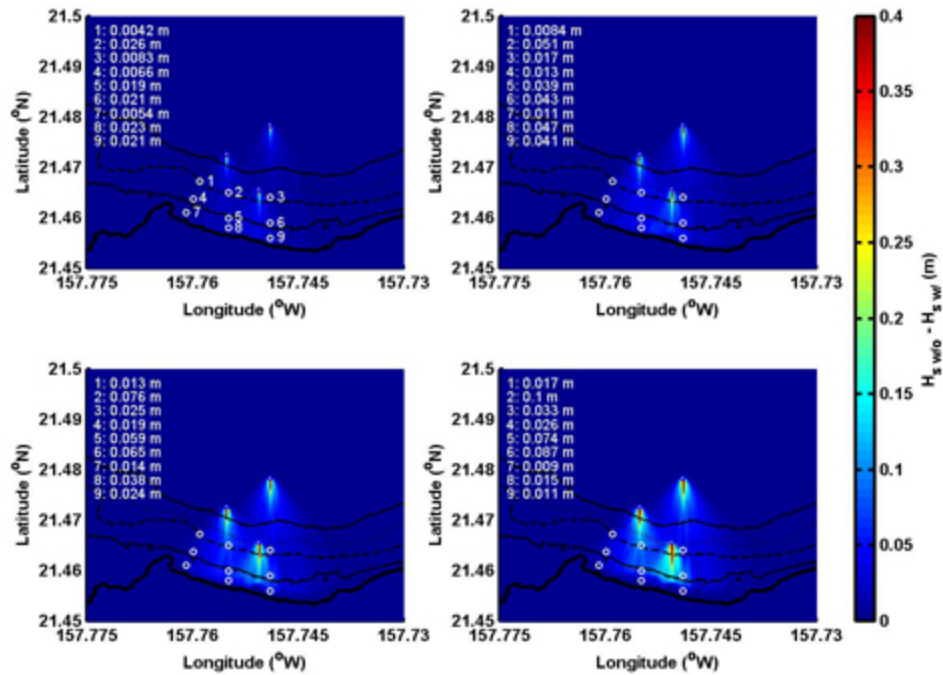 21.5
21.49
21.48
21.47
21.46
21.45
Latitude (°N)
1: 0.0042 m
2: 0.026 m
3: 0.0083 m
4: 0.0066 m
5: 0.019 m
6: 0.021 m
7: 0.0054 m
8: 0.023 m
9: 0.021 m
1
2
3
4
5
6
7
8
9
157.775 157.76 157.745 157.73
Longitude (°W)
21.5
21.49
21.48
21.47
21.46
21.45
Latitude (°N)
1: 0.0084 m
2: 0.051 m
3: 0.017 m
4: 0.013 m
5: 0.039 m
6: 0.043 m
7: 0.011 m
8: 0.047 m
9: 0.041 m
157.775 157.76 157.745 157.73
Longitude (°W)
21.5
21.49
21.48
21.47
21.46
21.45
Latitude (°N)
1: 0.013 m
2: 0.076 m
3: 0.025 m
4: 0.019 m
5: 0.059 m
6: 0.065 m
7: 0.014 m
8: 0.038 m
9: 0.024 m
157.775 157.76 157.745 157.73
Longitude (°W)
21.5
21.49
21.48
21.47
21.46
21.45
Latitude (°N)
1: 0.017 m
2: 0.1 m
3: 0.033 m
4: 0.026 m
5: 0.074 m
6: 0.087 m
7: 0.009 m
8: 0.015 m
9: 0.011 m
157.775 157.76 157.745 157.73
Longitude (°W)
0.4
0.35
0.3
0.25
0.2
0.15
0.1
0.05
0
H s w/o - H s w/ (m)